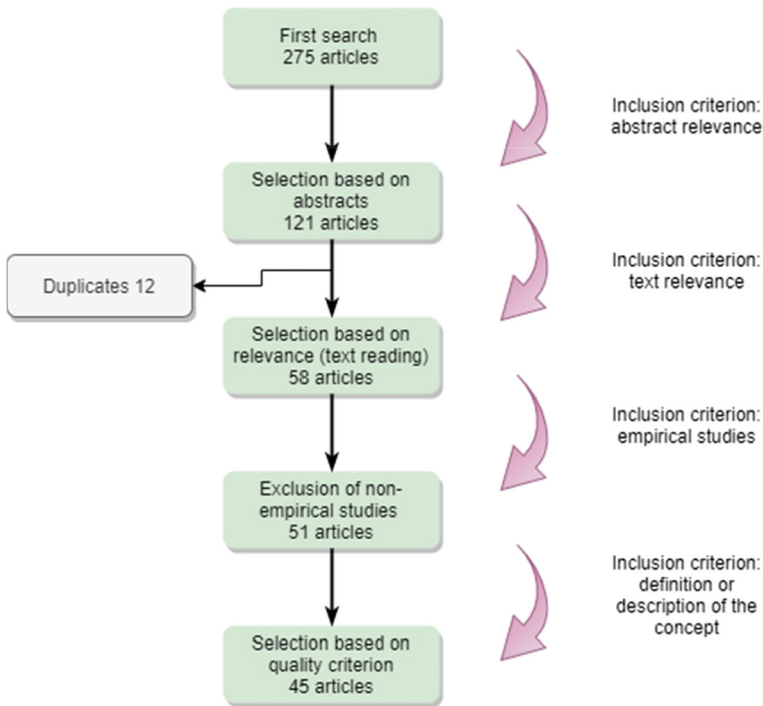 First search
275 articles
Inclusion criterion:
abstract relevance
Selection based on
abstracts
121 articles
Inclusion criterion:
text relevance
Duplicates 12
Selection based on
relevance (text reading)
58 articles
Inclusion criterion:
empirical studies
Exclusion of non-
empirical studies
51 articles
Inclusion criterion:
definition or
description of the
concept
Selection based on
quality criterion
45 articles